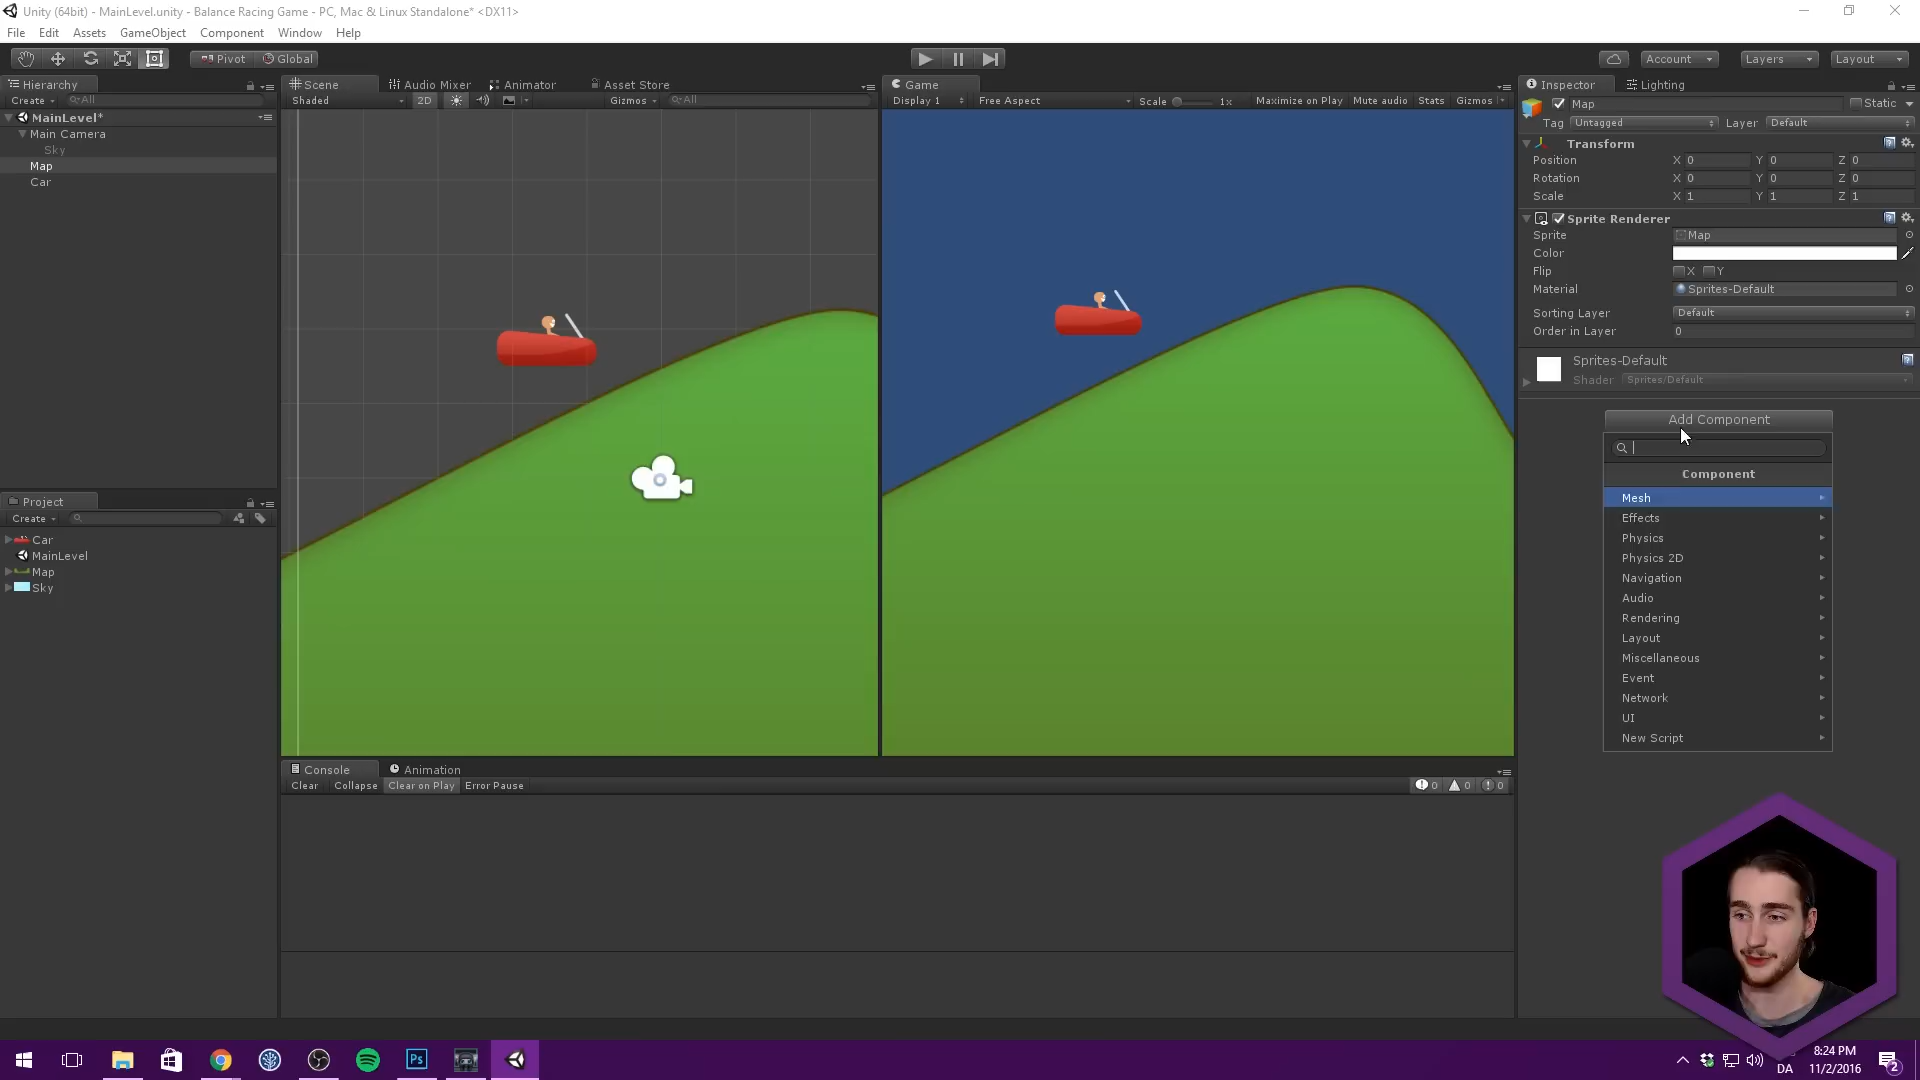 Unity (64bit) - MainLevel.unity - Balance Racing Game - PC, Mac & Linux Standalone* <DX11>
File Edit Assets GameObject Component Window Help
Pivot Global Account Layers Layout
Hierarchy
Create All
MainLevel*
Main Camera
Sky
Map
Car
Project
Create
Car
MainLevel
Map
Sky
Scene Audio Mixer Animator Asset Store
Shaded 2D Gizmos All
Game
Display 1 Free Aspect Scale 1x Maximize on Play Mute audio Stats Gizmos
Console Animation
Clear Collapse Clear on Play Error Pause 0 0 0
Inspector Lighting
Map Static
Tag Untagged Layer Default
Transform
Position X 0 Y 0 Z 0
Rotation X 0 Y 0 Z 0
Scale X 1 Y 1 Z 1
Sprite Renderer
Sprite Map
Color
Flip X Y
Material Sprites-Default
Sorting Layer Default
Order in Layer 0
Sprites-Default
Shader Sprites/Default
Add Component
Component
Mesh
Effects
Physics
Physics 2D
Navigation
Audio
Rendering
Layout
Miscellaneous
Event
Network
UI
New Script
Ps
DA
8:24 PM
11/2/2016
2